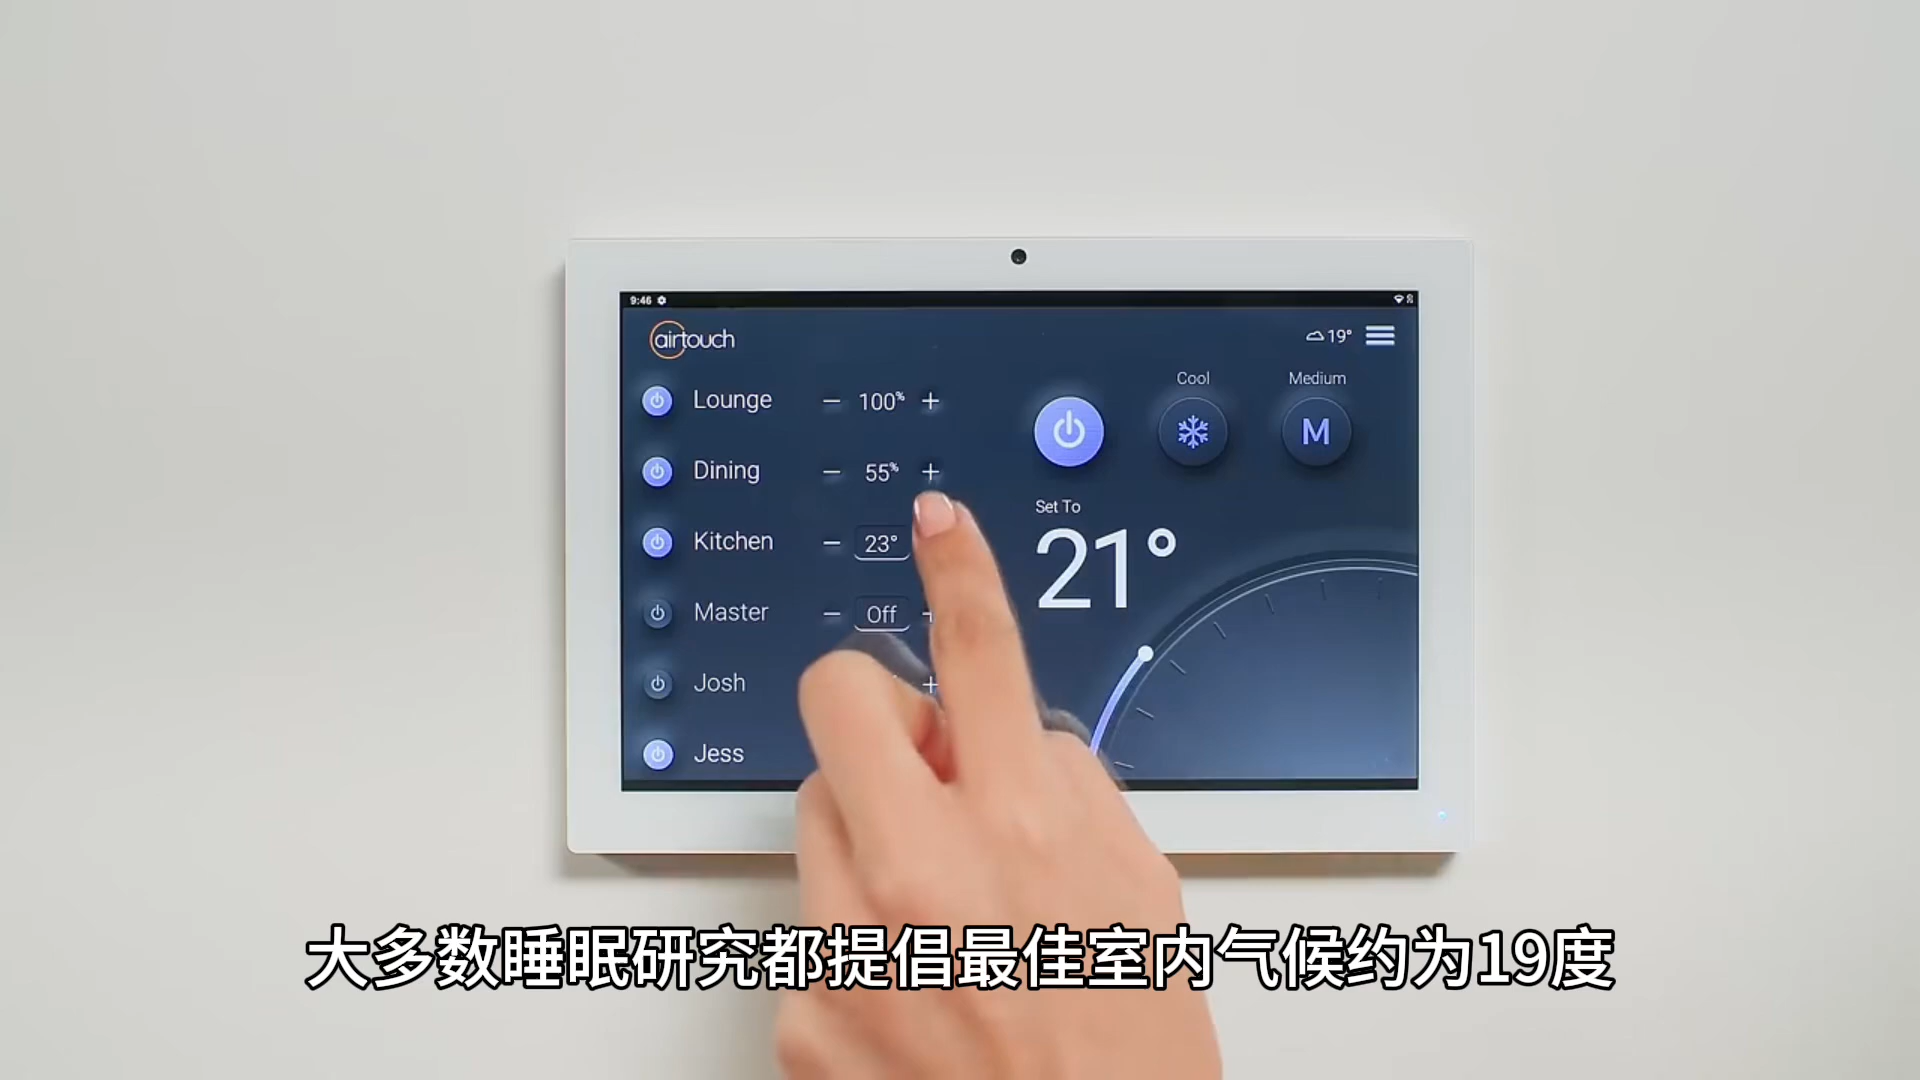 9:46
airtouch
19°
Lounge − 100% +
Dining − 55% +
Kitchen − 23°
Master − Off +
Josh +
Jess
Cool
Medium
M
Set To
21°
大多数睡眠研究都提倡最佳室内气候约为19度